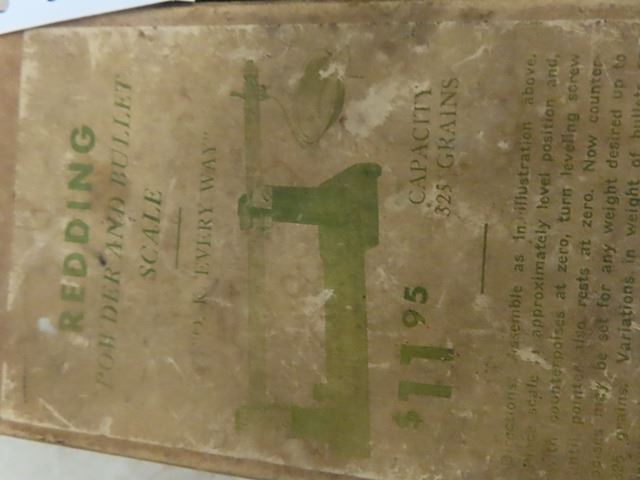 REDDING
POWDER AND BULLET
SCALE
"O.K. EVERY WAY"
CAPACITY
325 GRAINS
$11.95
Directions: Assemble as in illustration above.
Place scale in approximately level position and,
with counterpoises at zero, turn leveling screw
until pointer also rests at zero. Now counter-
poises may be set for any weight desired up to
325 grains. Variations in weight of